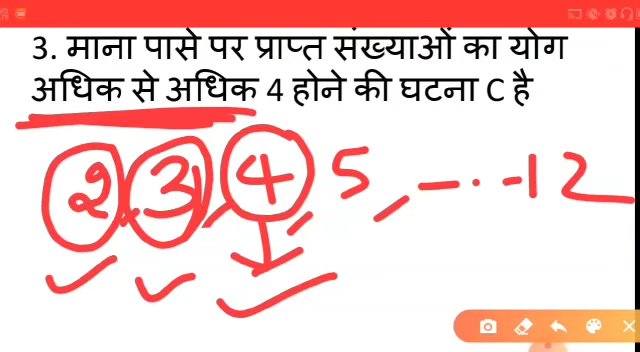 3. माना पासे पर प्राप्त संख्याओं का योग
अधिक से अधिक 4 होने की घटना C है
2, 3, 4, 5, -.-12